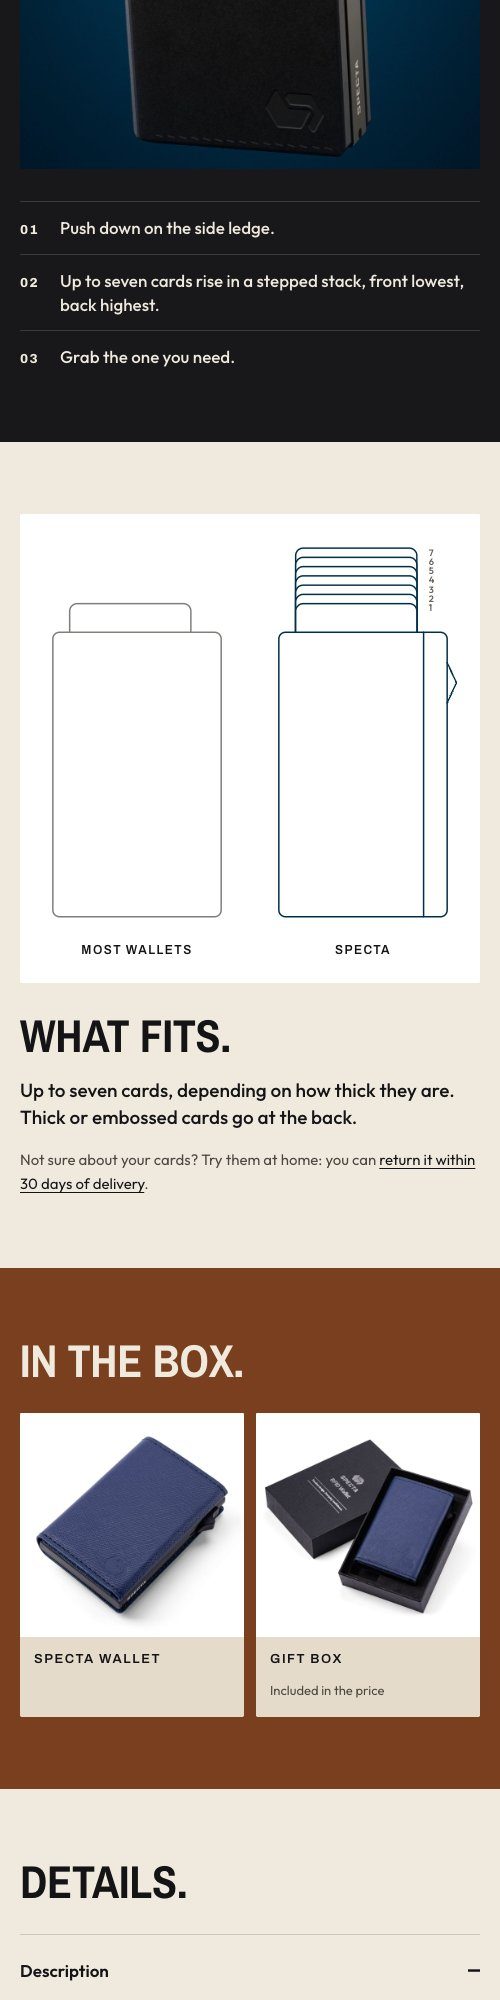 SPECTA
01 Push down on the side ledge.
02 Up to seven cards rise in a stepped stack, front lowest,
back highest.
03 Grab the one you need.
7
6
5
4
3
2
1
MOST WALLETS
SPECTA
WHAT FITS.
Up to seven cards, depending on how thick they are.
Thick or embossed cards go at the back.
Not sure about your cards? Try them at home: you can return it within
30 days of delivery.
IN THE BOX.
SPECTA
SPECTA WALLET
GIFT BOX
Included in the price
DETAILS.
Description